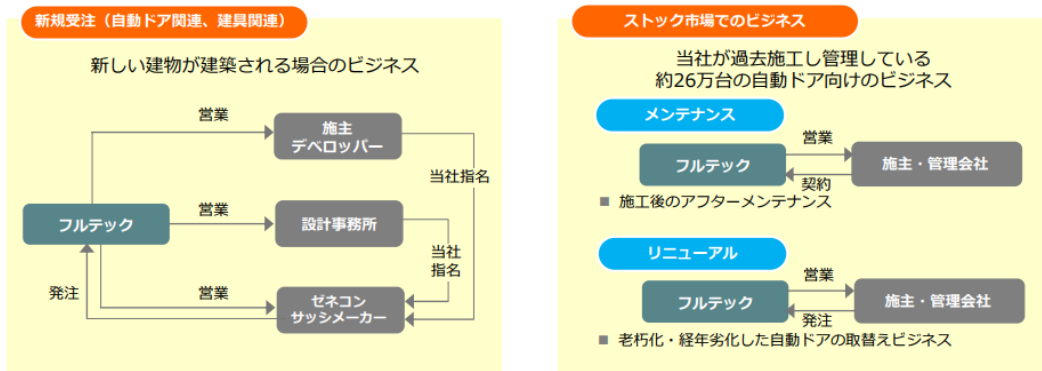 新規受注（自動ドア関連、建具関連）
新しい建物が建築される場合のビジネス
営業
施主
デベロッパー
当社指名
フルテック
営業
設計事務所
当社
指名
発注
営業
ゼネコン
サッシメーカー
ストック市場でのビジネス
当社が過去施工し管理している
約26万台の自動ドア向けのビジネス
メンテナンス
フルテック
営業
契約
施主・管理会社
■ 施工後のアフターメンテナンス
リニューアル
フルテック
営業
発注
施主・管理会社
■ 老朽化・経年劣化した自動ドアの取替えビジネス